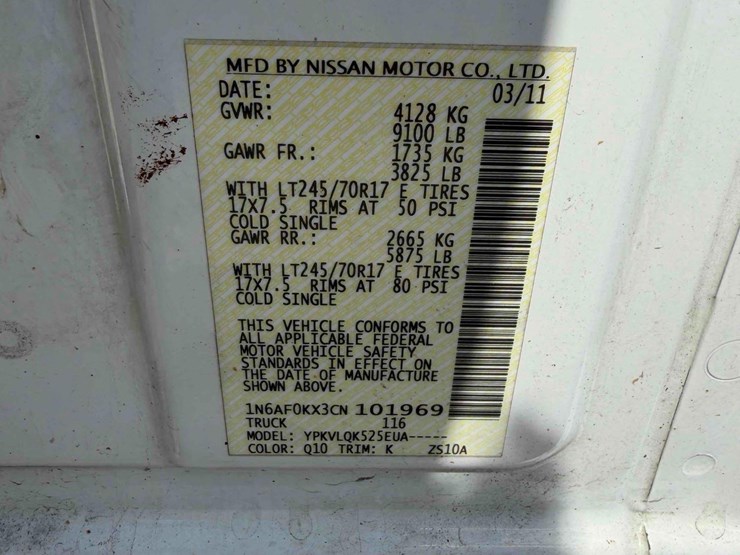 MFD BY NISSAN MOTOR CO., LTD.
DATE: 03/11
GVWR: 4128 KG
9100 LB
GAWR FR.: 1735 KG
3825 LB
WITH LT245/70R17 E TIRES
17X7.5 RIMS AT 50 PSI
COLD SINGLE
GAWR RR.: 2665 KG
5875 LB
WITH LT245/70R17 E TIRES
17X7.5 RIMS AT 80 PSI
COLD SINGLE
THIS VEHICLE CONFORMS TO
ALL APPLICABLE FEDERAL
MOTOR VEHICLE SAFETY
STANDARDS IN EFFECT ON
THE DATE OF MANUFACTURE
SHOWN ABOVE.
1N6AF0KX3CN 101969
TRUCK 116
MODEL: YPKVLQK525EUA-----
COLOR: Q10 TRIM: K ZS10A